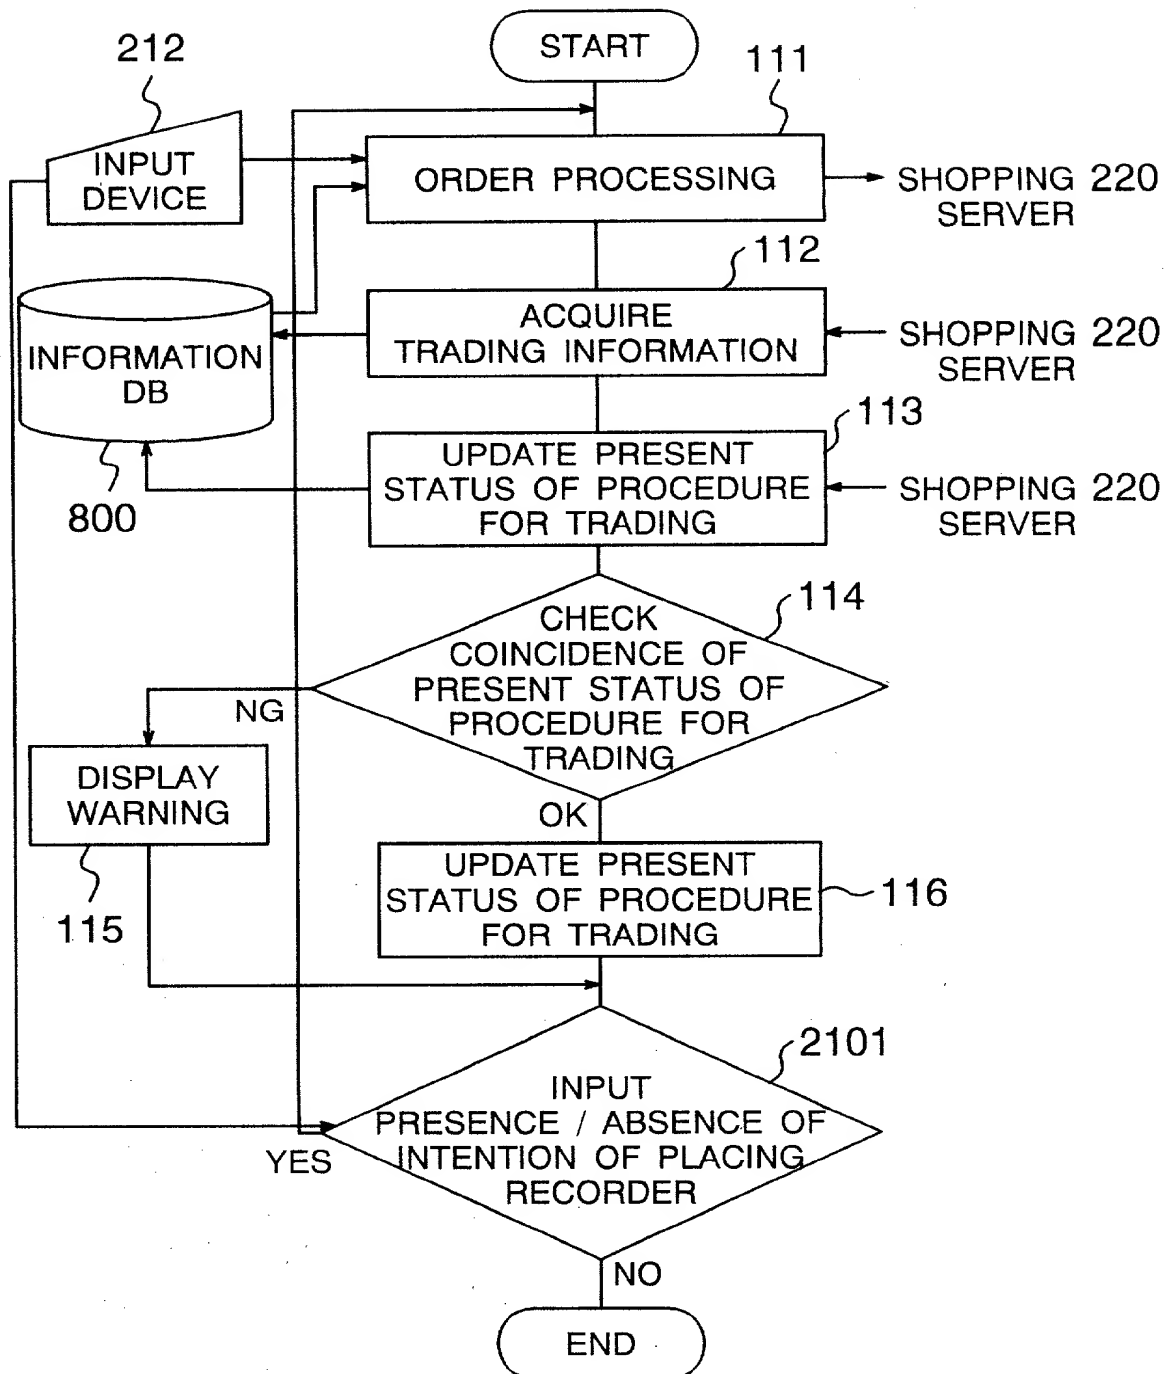 START
212
111
INPUT
DEVICE
ORDER PROCESSING
SHOPPING 220
SERVER
112
ACQUIRE
TRADING INFORMATION
SHOPPING 220
SERVER
INFORMATION
DB
800
113
UPDATE PRESENT
STATUS OF PROCEDURE
FOR TRADING
SHOPPING 220
SERVER
114
CHECK
COINCIDENCE OF
PRESENT STATUS OF
PROCEDURE FOR
TRADING
NG
OK
DISPLAY
WARNING
115
UPDATE PRESENT
STATUS OF PROCEDURE
FOR TRADING
116
2101
INPUT
PRESENCE / ABSENCE OF
INTENTION OF PLACING
RECORDER
YES
NO
END